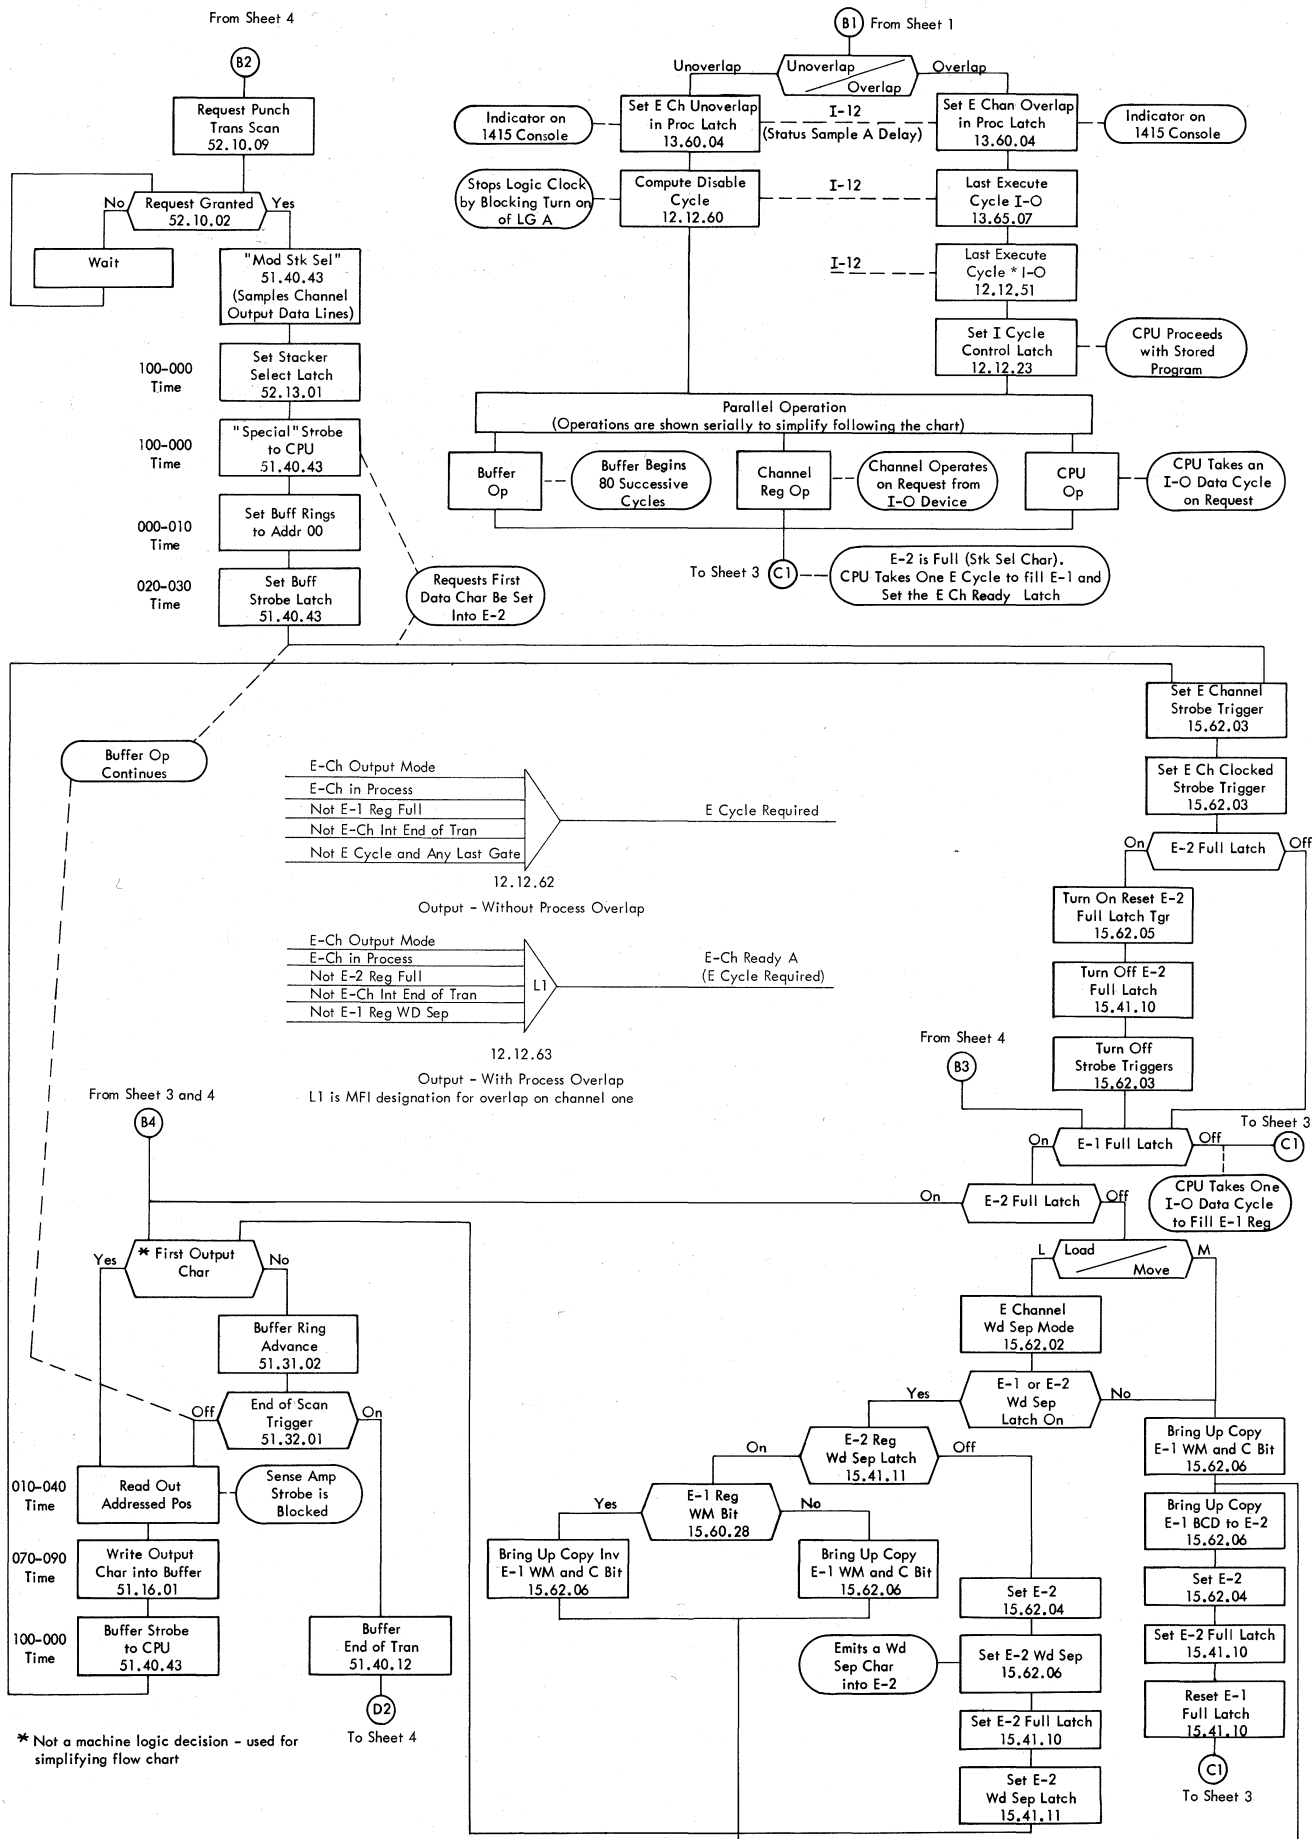 From Sheet 4
B2
Request Punch
Trans Scan
52.10.09
No
Request Granted
52.10.02
Yes
Wait
"Mod Stk Sel"
51.40.43
(Samples Channel
Output Data Lines)
100-000
Time
Set Stacker
Select Latch
52.13.01
100-000
Time
"Special" Strobe
to CPU
51.40.43
000-010
Time
Set Buff Rings
to Addr 00
020-030
Time
Set Buff
Strobe Latch
51.40.43
Requests First
Data Char Be Set
Into E-2
B1
From Sheet 1
Unoverlap
Unoverlap
Overlap
Overlap
Indicator on
1415 Console
Set E Ch Unoverlap
in Proc Latch
13.60.04
I-12
(Status Sample A Delay)
Set E Chan Overlap
in Proc Latch
13.60.04
Indicator on
1415 Console
Stops Logic Clock
by Blocking Turn on
of LG A
Compute Disable
Cycle
12.12.60
I-12
Last Execute
Cycle I-O
13.65.07
I-12
Last Execute
Cycle * I-O
12.12.51
Set I Cycle
Control Latch
12.12.23
CPU Proceeds
with Stored
Program
Parallel Operation
(Operations are shown serially to simplify following the chart)
Buffer
Op
Buffer Begins
80 Successive
Cycles
Channel
Reg Op
Channel Operates
on Request from
I-O Device
CPU
Op
CPU Takes an
I-O Data Cycle
on Request
To Sheet 3
C1
E-2 is Full (Stk Sel Char).
CPU Takes One E Cycle to fill E-1 and
Set the E Ch Ready Latch
Set E Channel
Strobe Trigger
15.62.03
Set E Ch Clocked
Strobe Trigger
15.62.03
On
E-2 Full Latch
Off
Turn On Reset E-2
Full Latch Tgr
15.62.05
Turn Off E-2
Full Latch
15.41.10
Turn Off
Strobe Triggers
15.62.03
Buffer Op
Continues
E-Ch Output Mode
E-Ch in Process
Not E-1 Reg Full
Not E-Ch Int End of Tran
Not E Cycle and Any Last Gate
E Cycle Required
12.12.62
Output - Without Process Overlap
E-Ch Output Mode
E-Ch in Process
Not E-2 Reg Full
Not E-Ch Int End of Tran
Not E-1 Reg WD Sep
L1
E-Ch Ready A
(E Cycle Required)
12.12.63
Output - With Process Overlap
L1 is MFI designation for overlap on channel one
From Sheet 4
B3
On
E-1 Full Latch
Off
To Sheet 3
C1
CPU Takes One
I-O Data Cycle
to Fill E-1 Reg
On
E-2 Full Latch
Off
L
Load
Move
M
E Channel
Wd Sep Mode
15.62.02
Yes
E-1 or E-2
Wd Sep
Latch On
No
On
E-2 Reg
Wd Sep Latch
15.41.11
Off
Yes
E-1 Reg
WM Bit
15.60.28
No
Bring Up Copy Inv
E-1 WM and C Bit
15.62.06
Bring Up Copy
E-1 WM and C Bit
15.62.06
Set E-2
15.62.04
Emits a Wd
Sep Char
into E-2
Set E-2 Wd Sep
15.62.06
Set E-2 Full Latch
15.41.10
Set E-2
Wd Sep Latch
15.41.11
Bring Up Copy
E-1 WM and C Bit
15.62.06
Bring Up Copy
E-1 BCD to E-2
15.62.06
Set E-2
15.62.04
Set E-2 Full Latch
15.41.10
Reset E-1
Full Latch
15.41.10
C1
To Sheet 3
From Sheet 3 and 4
B4
Yes
* First Output
Char
No
Buffer Ring
Advance
51.31.02
Off
End of Scan
Trigger
51.32.01
On
010-040
Time
Read Out
Addressed Pos
Sense Amp
Strobe is
Blocked
070-090
Time
Write Output
Char into Buffer
51.16.01
100-000
Time
Buffer Strobe
to CPU
51.40.43
Buffer
End of Tran
51.40.12
D2
To Sheet 4
* Not a machine logic decision - used for
simplifying flow chart